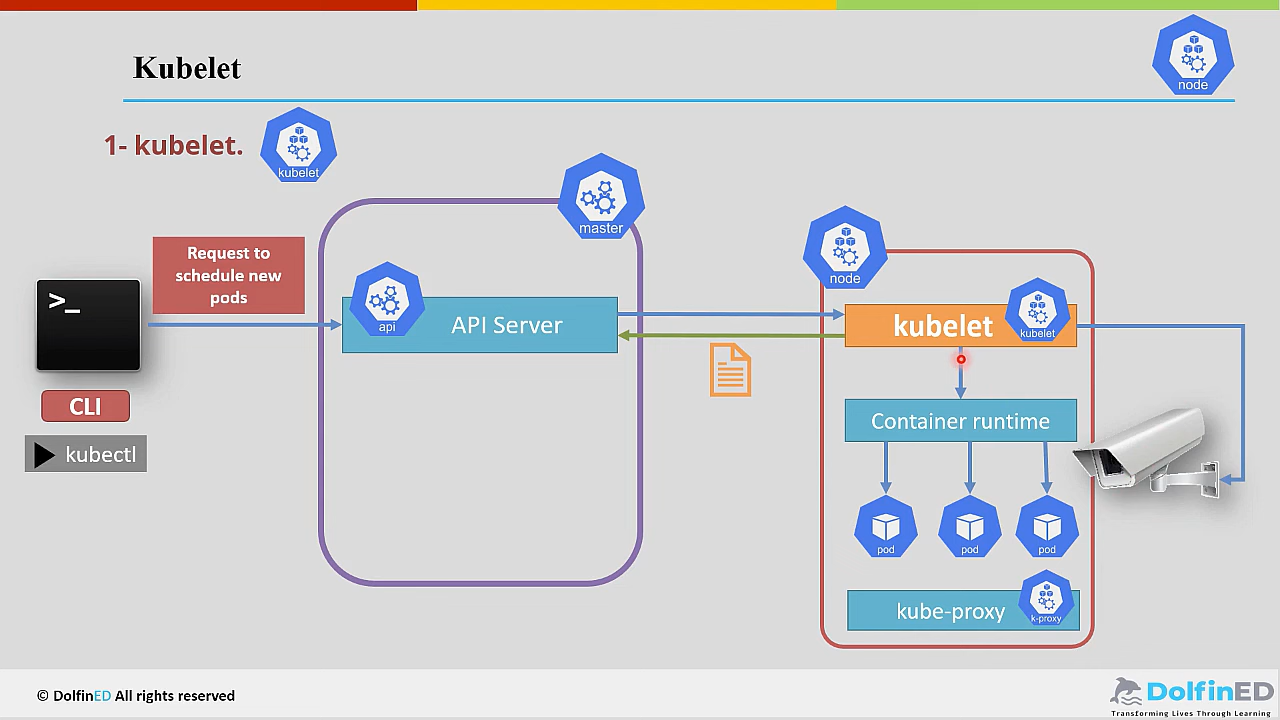 Kubelet
node
1- kubelet.
kubelet
master
Request to
schedule new
pods
node
>_
api
API Server
kubelet
kubelet
CLI
Container runtime
kubectl
pod
pod
pod
kube-proxy
k-proxy
© DolfinED All rights reserved
DolfinED
Transforming Lives Through Learning